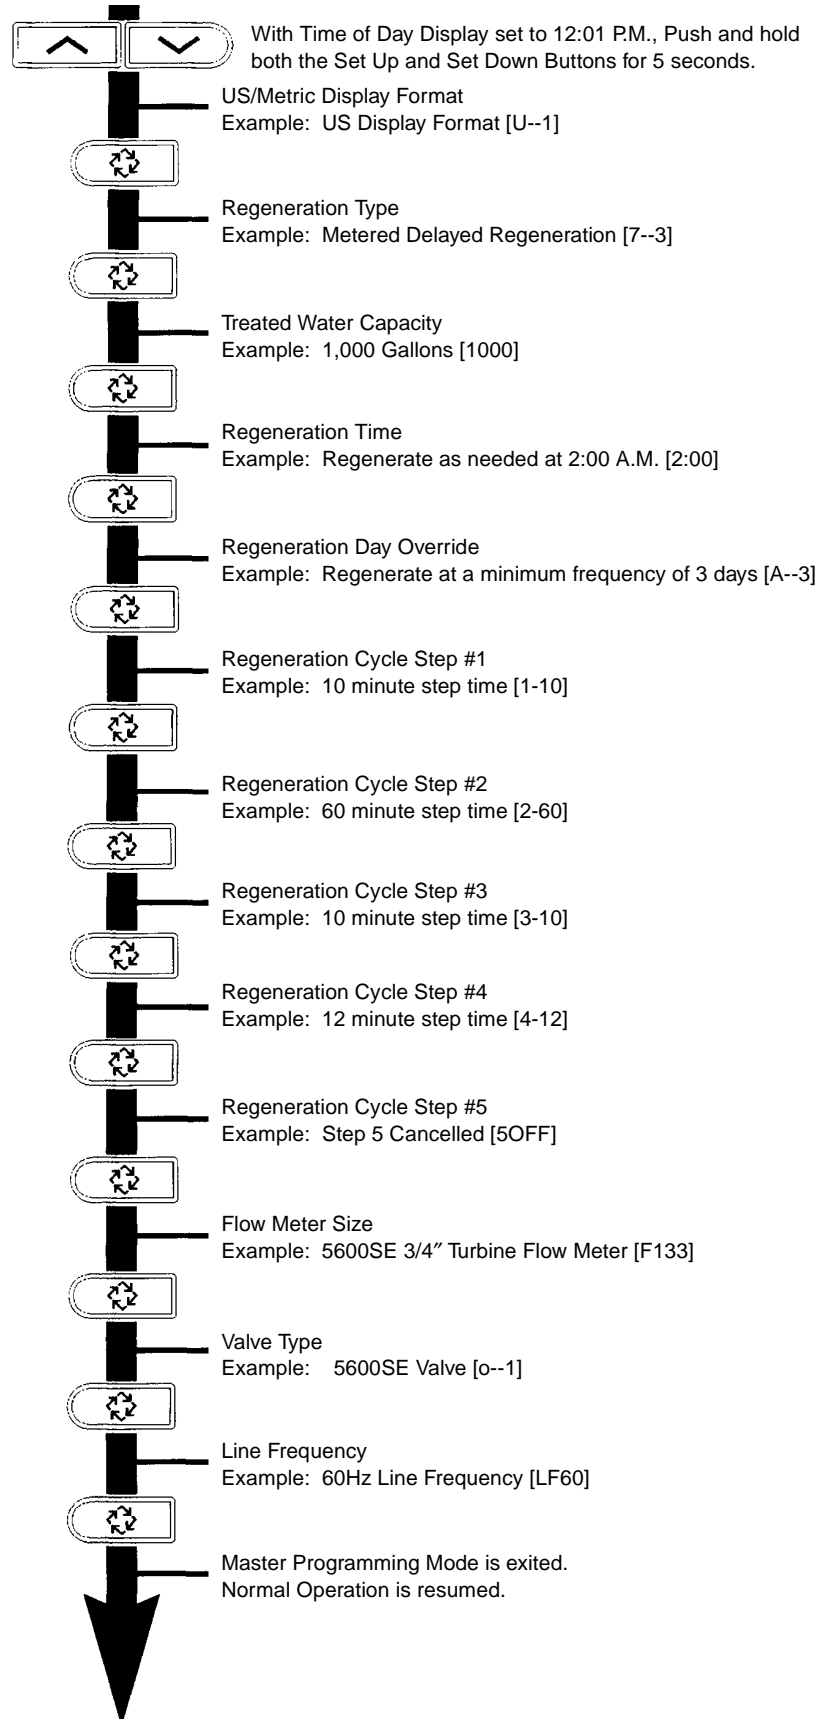 With Time of Day Display set to 12:01 P.M., Push and hold
both the Set Up and Set Down Buttons for 5 seconds.
US/Metric Display Format
Example: US Display Format [U--1]
Regeneration Type
Example: Metered Delayed Regeneration [7--3]
Treated Water Capacity
Example: 1,000 Gallons [1000]
Regeneration Time
Example: Regenerate as needed at 2:00 A.M. [2:00]
Regeneration Day Override
Example: Regenerate at a minimum frequency of 3 days [A--3]
Regeneration Cycle Step #1
Example: 10 minute step time [1-10]
Regeneration Cycle Step #2
Example: 60 minute step time [2-60]
Regeneration Cycle Step #3
Example: 10 minute step time [3-10]
Regeneration Cycle Step #4
Example: 12 minute step time [4-12]
Regeneration Cycle Step #5
Example: Step 5 Cancelled [5OFF]
Flow Meter Size
Example: 5600SE 3/4″ Turbine Flow Meter [F133]
Valve Type
Example: 5600SE Valve [o--1]
Line Frequency
Example: 60Hz Line Frequency [LF60]
Master Programming Mode is exited.
Normal Operation is resumed.